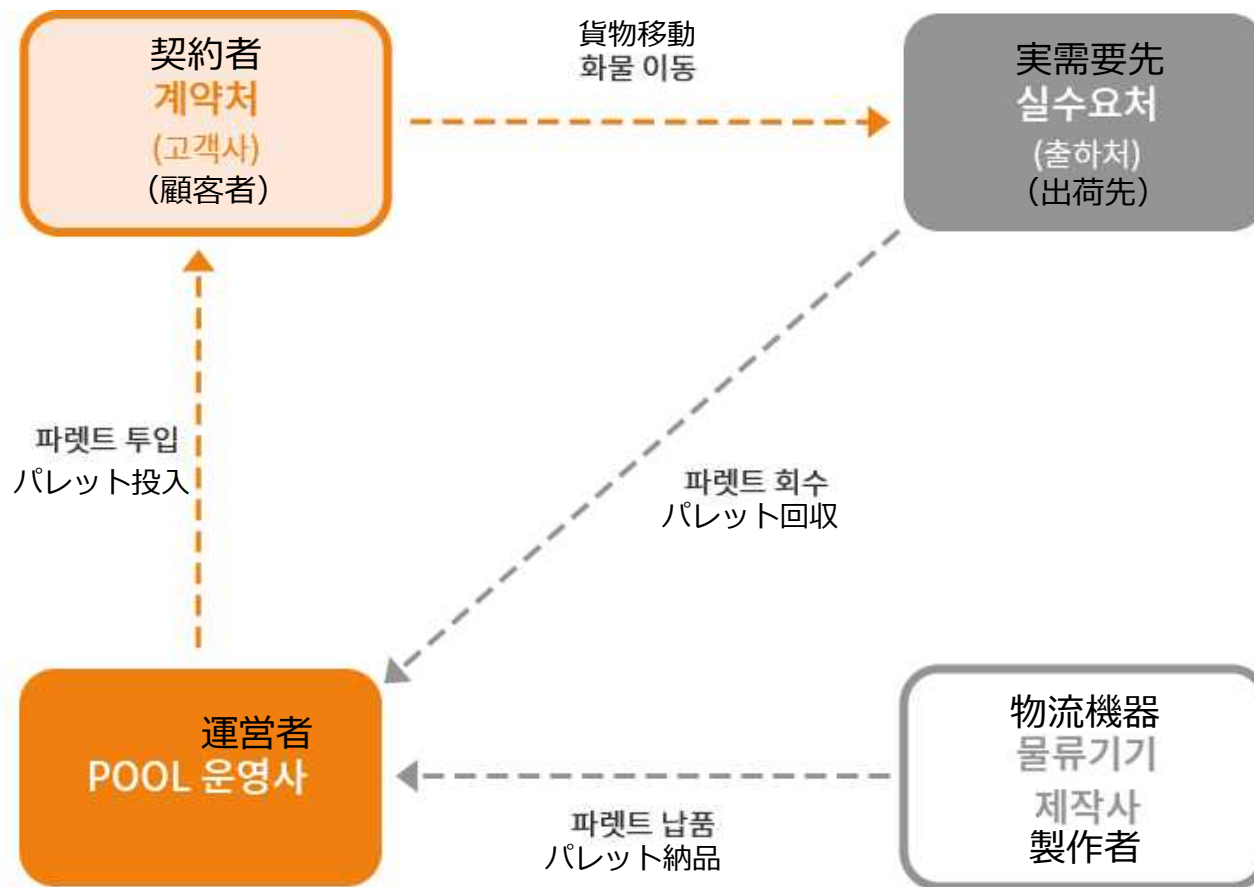 契約者
계약처
(고객사)
（顧客者）
貨物移動
화물 이동
実需要先
실수요처
(출하처)
（出荷先）
파렛트 투입
パレット投入
파렛트 회수
パレット回収
運営者
POOL 운영사
파렛트 납품
パレット納品
物流機器
물류기기
제작사
製作者